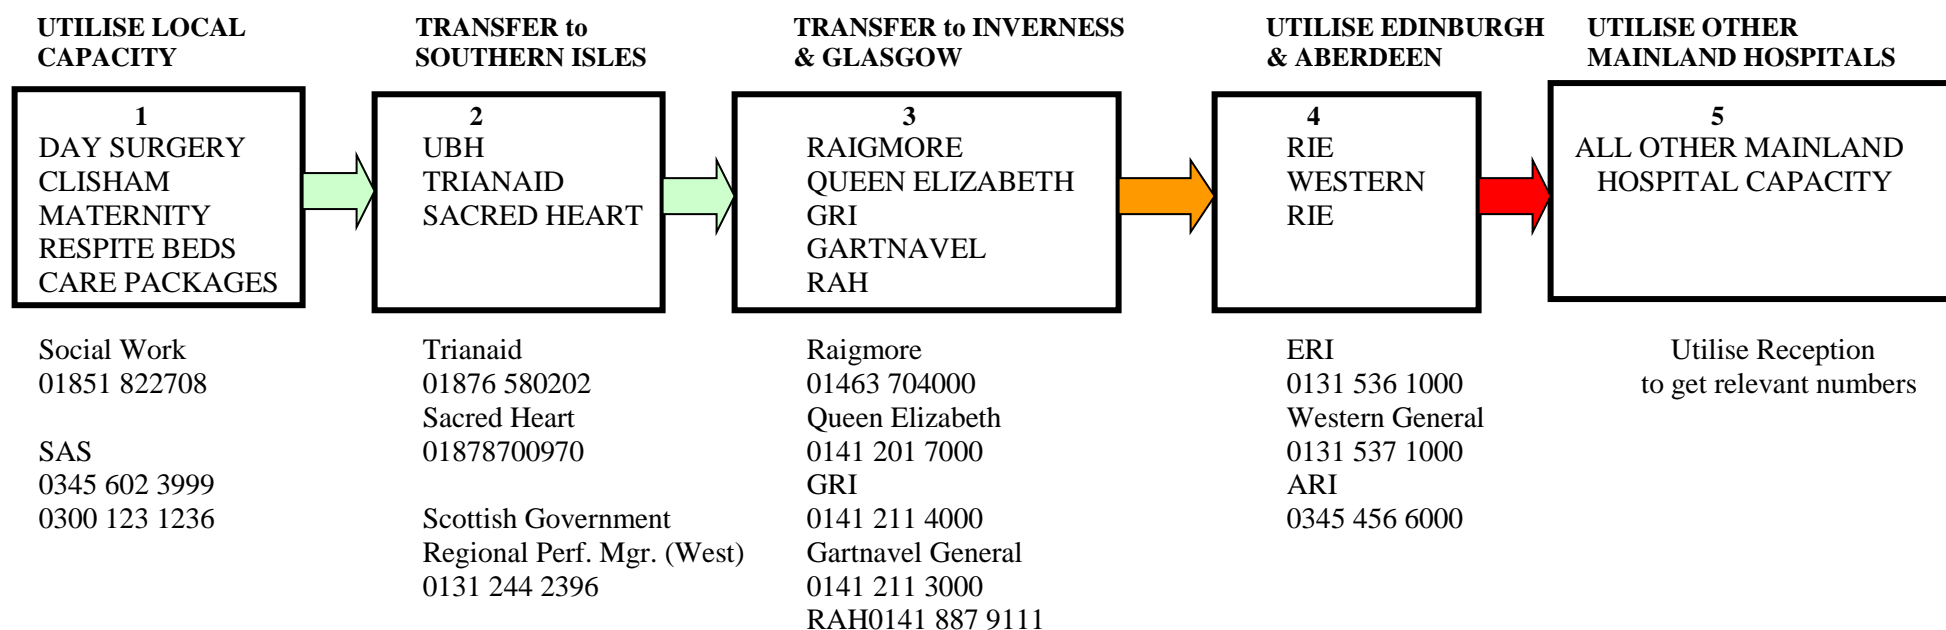 UTILISE LOCAL
CAPACITY
TRANSFER to
SOUTHERN ISLES
TRANSFER to INVERNESS
& GLASGOW
UTILISE EDINBURGH
& ABERDEEN
UTILISE OTHER
MAINLAND HOSPITALS
1
DAY SURGERY
CLISHAM
MATERNITY
RESPITE BEDS
CARE PACKAGES
2
UBH
TRIANAID
SACRED HEART
3
RAIGMORE
QUEEN ELIZABETH
GRI
GARTNAVEL
RAH
4
RIE
WESTERN
RIE
5
ALL OTHER MAINLAND
HOSPITAL CAPACITY
Social Work
01851 822708
SAS
0345 602 3999
0300 123 1236
Trianaid
01876 580202
Sacred Heart
01878700970
Scottish Government
Regional Perf. Mgr. (West)
0131 244 2396
Raigmore
01463 704000
Queen Elizabeth
0141 201 7000
GRI
0141 211 4000
Gartnavel General
0141 211 3000
RAH0141 887 9111
ERI
0131 536 1000
Western General
0131 537 1000
ARI
0345 456 6000
Utilise Reception
to get relevant numbers